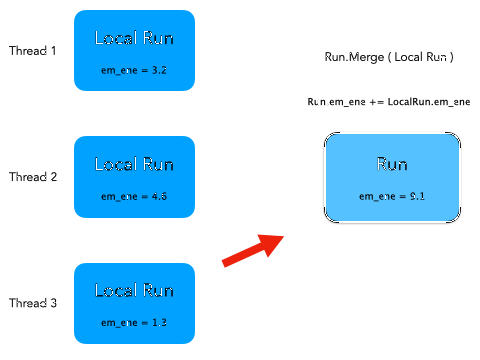 Thread 1
Local Run
em_ene = 3.2
Thread 2
Local Run
em_ene = 4.6
Thread 3
Local Run
em_ene = 1.3
Run.Merge ( Local Run )
Run.em_ene += LocalRun.em_ene
Run
em_ene = 9.1